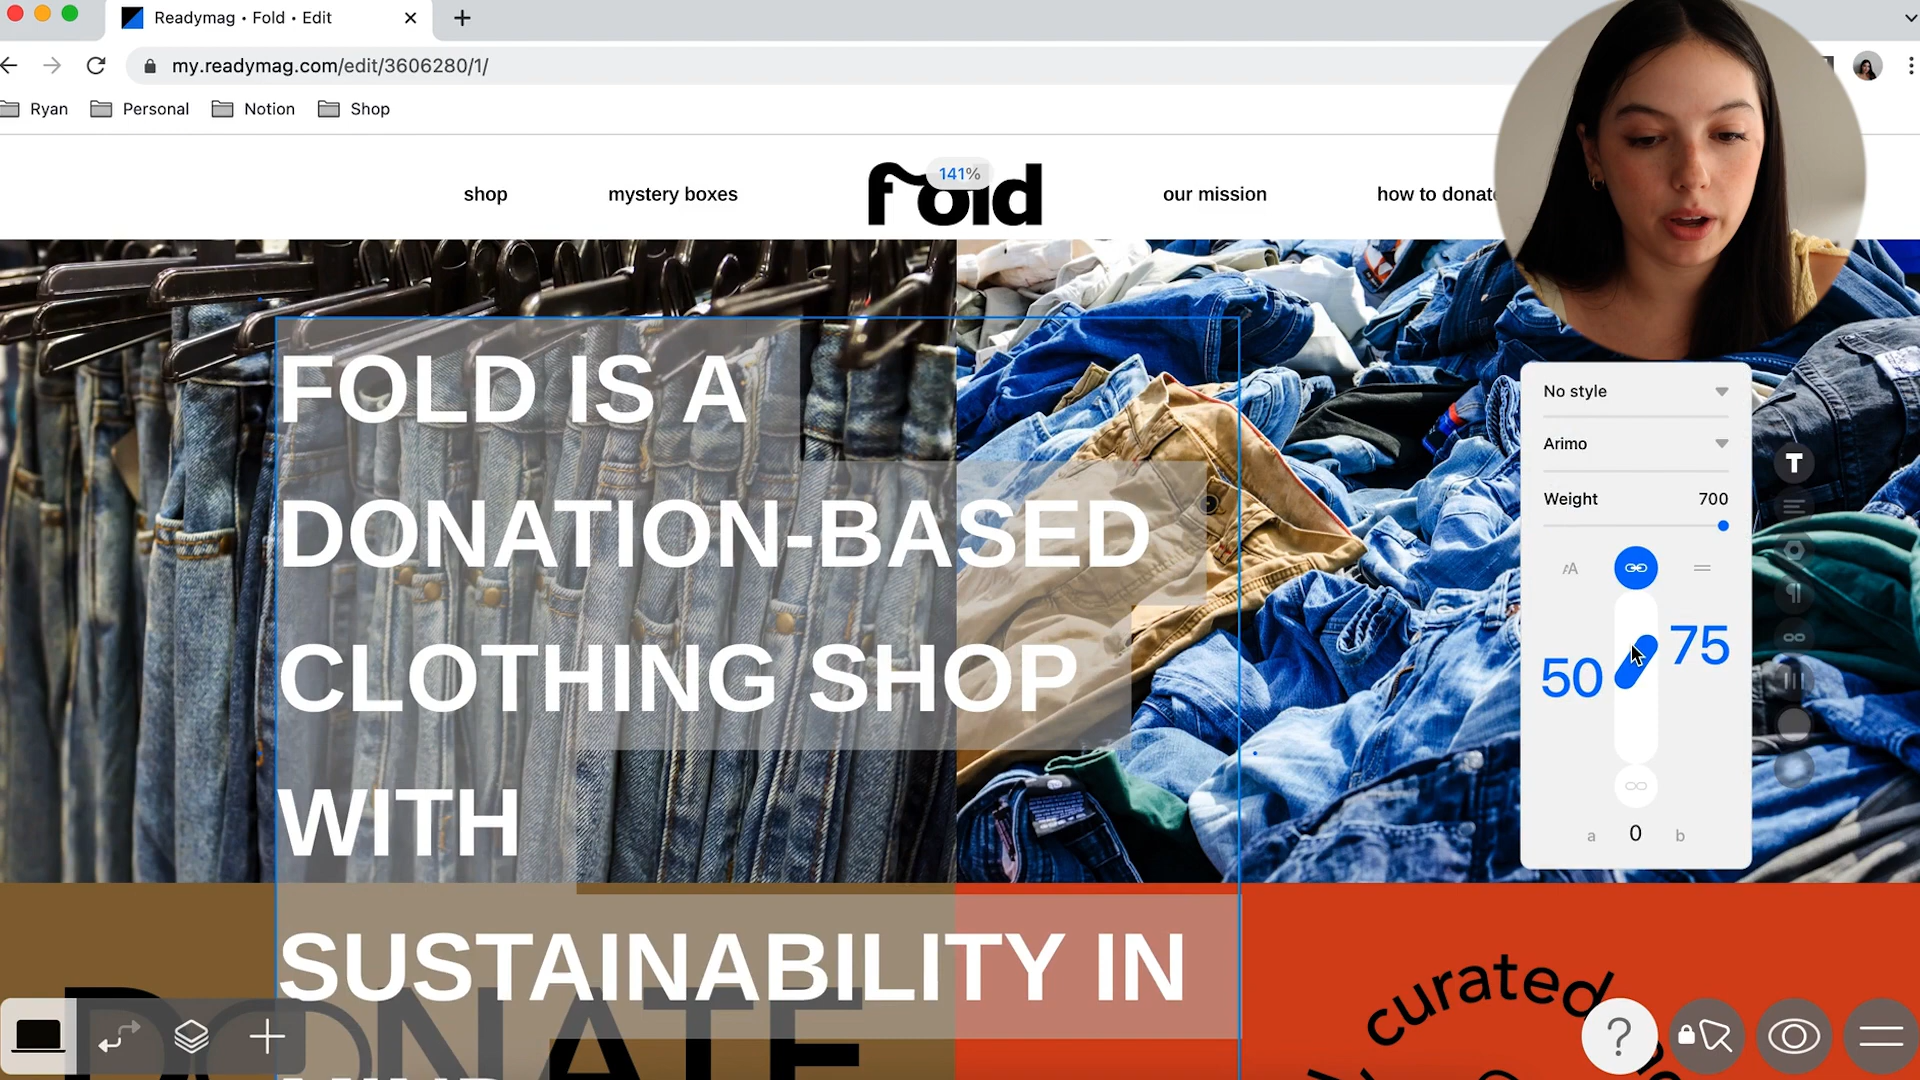 Readymag • Fold • Edit
my.readymag.com/edit/3606280/1/
Ryan
Personal
Notion
Shop
shop
mystery boxes
fold
141%
our mission
how to donate
FOLD IS A
DONATION-BASED
CLOTHING SHOP
WITH
SUSTAINABILITY IN
No style
Arimo
Weight
700
50
75
a
0
b
DONATE
curated
?